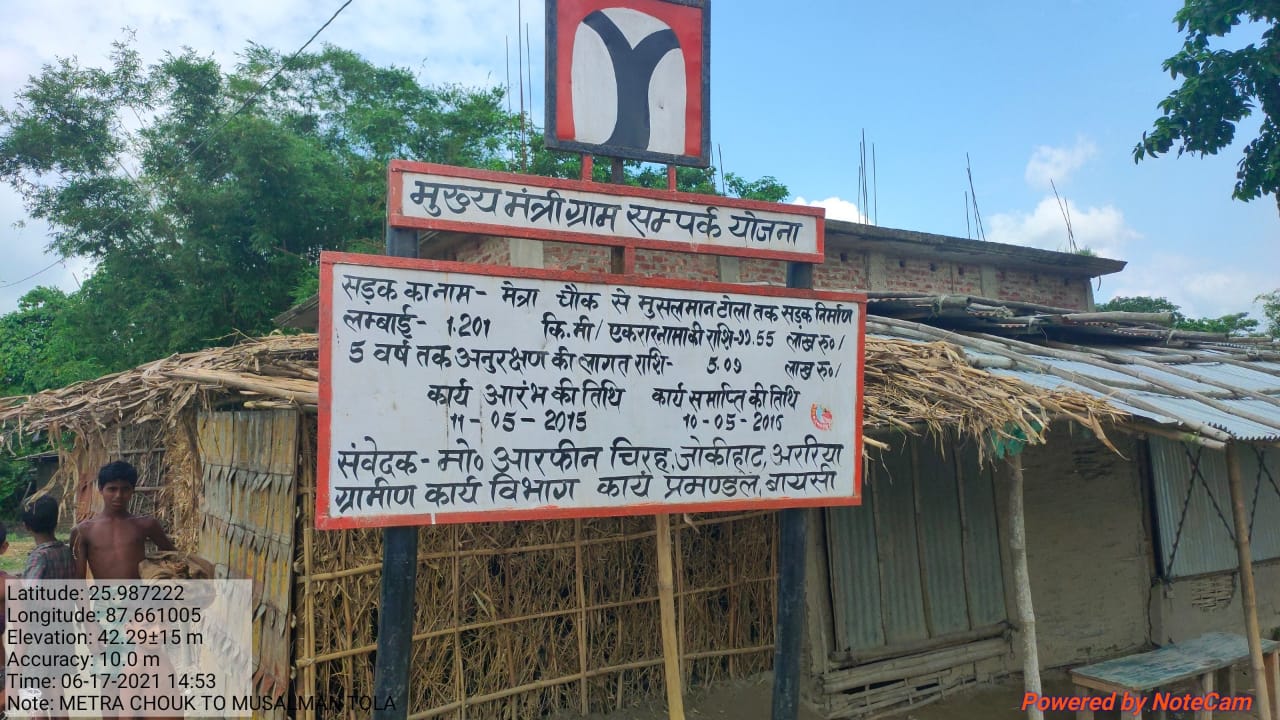 मुख्य मंत्री ग्राम सम्पर्क योजना
सड़क का नाम - मेत्रा चौक से मुसलमान टोला तक सड़क निर्माण
लम्बाई - 1.201 कि.मी/ एकरारनामा की राशि - 77.55 लाख रु०/
5 वर्ष तक अनुरक्षण की लागत राशि - 5.09 लाख रु०/
कार्य आरंभ की तिथि कार्य समाप्ति की तिथि
11-05-2015 10-05-2016
संवेदक - मो० आरफीन चिरह, जोकीहाट, अररिया
ग्रामीण कार्य विभाग कार्य प्रमण्डल, बायसी
Latitude: 25.987222
Longitude: 87.661005
Elevation: 42.29±15 m
Accuracy: 10.0 m
Time: 06-17-2021 14:53
Note: METRA CHOUK TO MUSALMAN TOLA
Powered by NoteCam